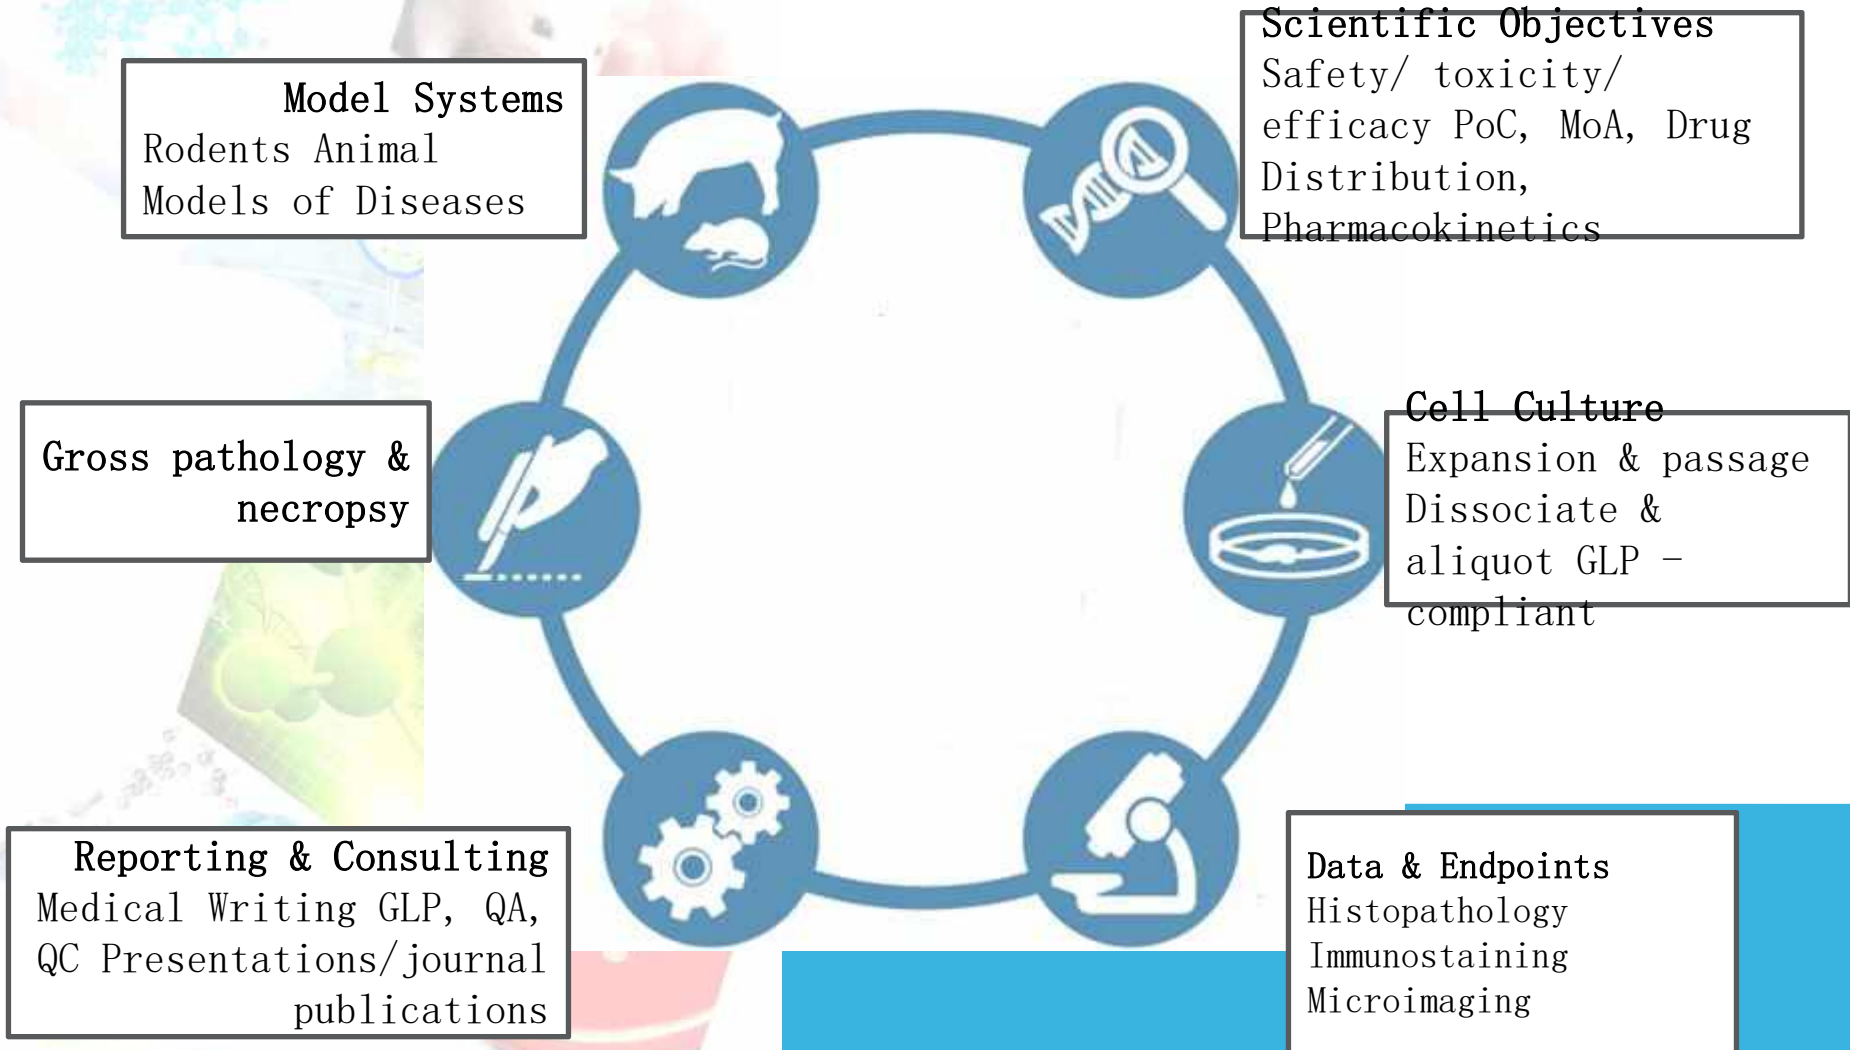 Model Systems
Rodents Animal
Models of Diseases
Scientific Objectives
Safety/ toxicity/
efficacy PoC, MoA, Drug
Distribution,
Pharmacokinetics
Gross pathology &
necropsy
Cell Culture
Expansion & passage
Dissociate &
aliquot GLP -
compliant
Reporting & Consulting
Medical Writing GLP, QA,
QC Presentations/journal
publications
Data & Endpoints
Histopathology
Immunostaining
Microimaging